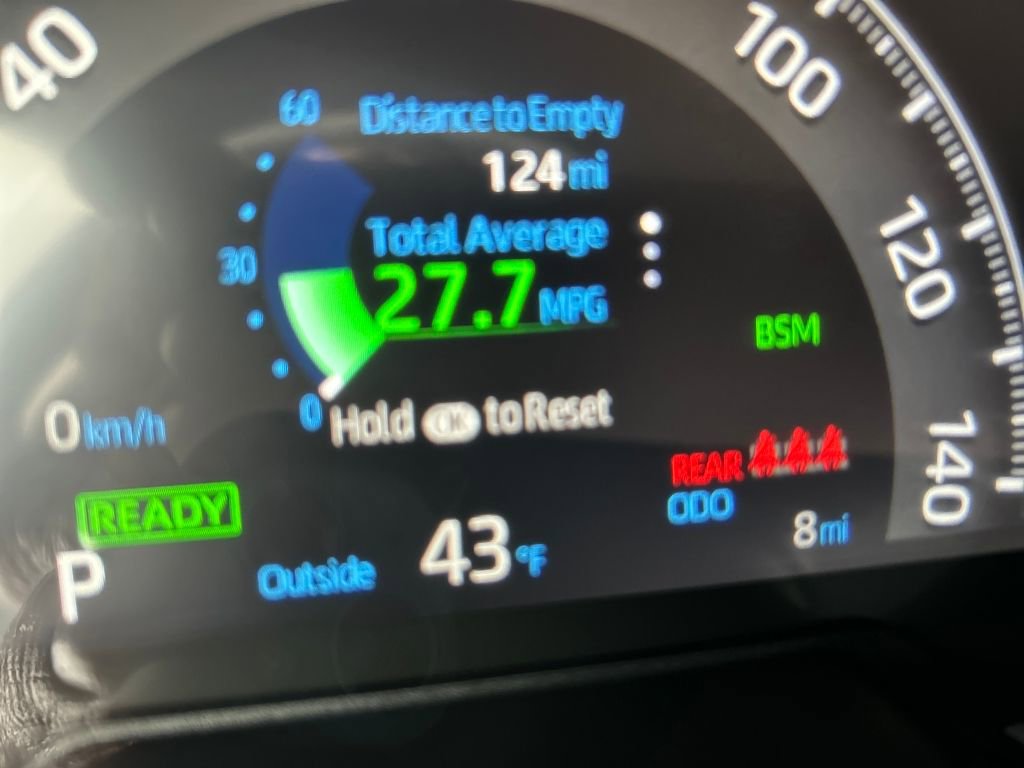 40
100
60 Distance to Empty
124 mi
Total Average
30
27.7 MPG
120
BSM
0 Hold OK to Reset
0 km/h
140
REAR
READY
ODO
8 mi
P
Outside 43 °F